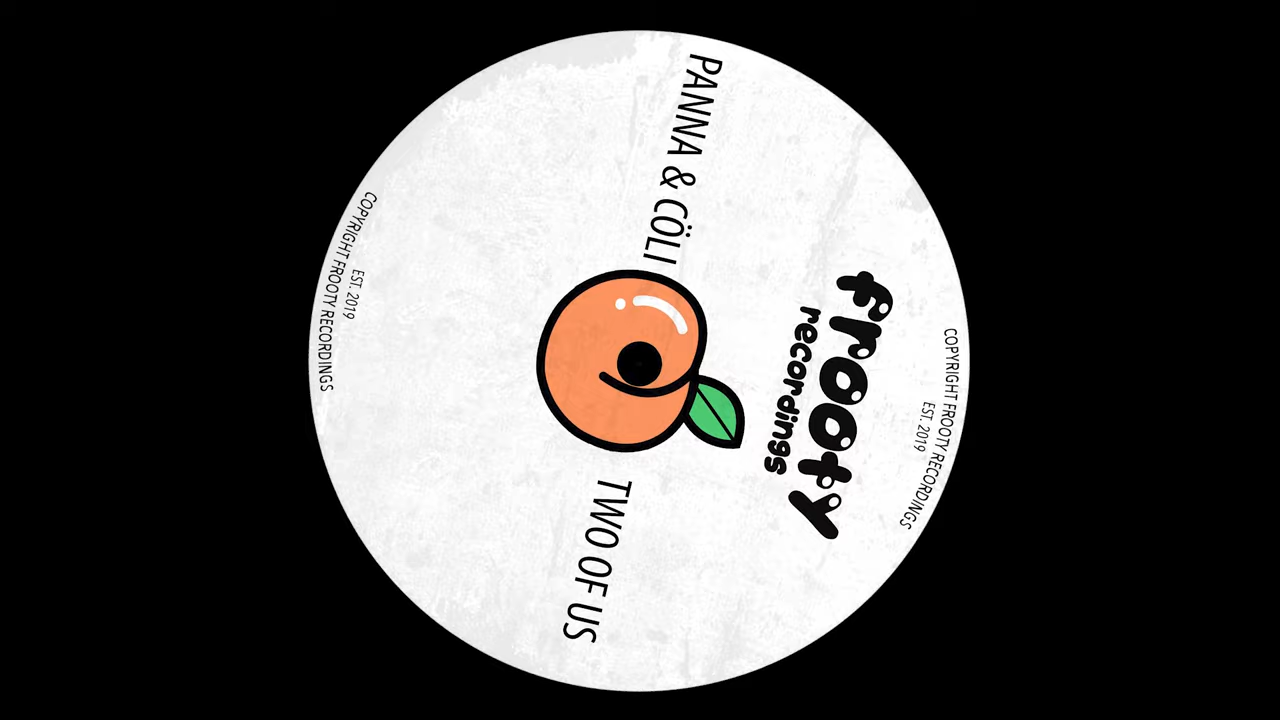 frooty
recordings
PANNA & CÖLI
TWO OF US
COPYRIGHT FROOTY RECORDINGS
EST. 2019
EST. 2019
COPYRIGHT FROOTY RECORDINGS